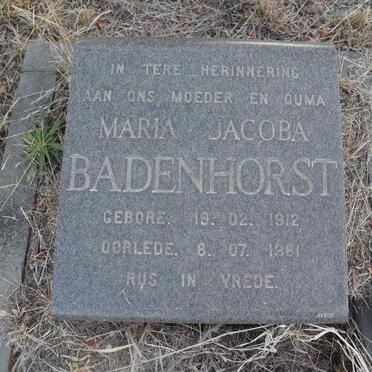 IN TERE HERINNERING
AAN ONS MOEDER EN OUMA
MARIA JACOBA
BADENHORST
GEBORE. 19. 02. 1912
OORLEDE. 8. 07. 1981
RUS IN VREDE.